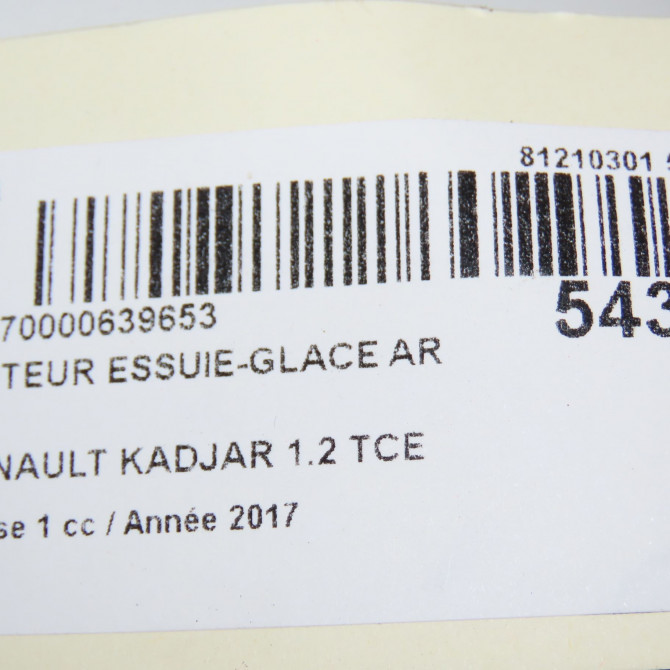 81210301
70000639653
543
TEUR ESSUIE-GLACE AR
NAULT KADJAR 1.2 TCE
se 1 cc / Année 2017